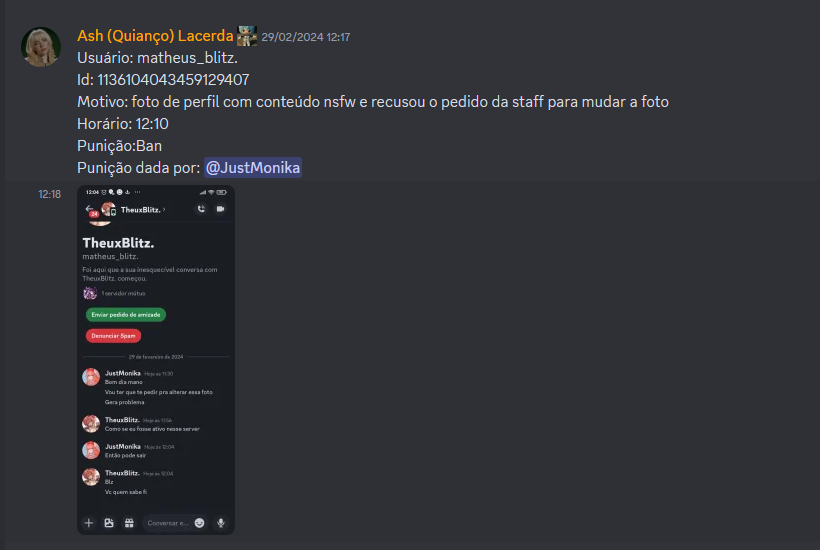 Ash (Quianço) Lacerda 29/02/2024 12:17
Usuário: matheus_blitz.
Id: 1136104043459129407
Motivo: foto de perfil com conteúdo nsfw e recusou o pedido da staff para mudar a foto
Horário: 12:10
Punição:Ban
Punição dada por: @JustMonika
12:18
12:04
24
TheuxBlitz. ›
TheuxBlitz.
matheus_blitz.
Foi aqui que a sua inesquecível conversa com
TheuxBlitz. começou.
1 servidor mútuo
Enviar pedido de amizade
Denunciar Spam
29 de fevereiro de 2024
JustMonika Hoje às 11:30
Bom dia mano
Vou ter que te pedir pra alterar essa foto
Gera problema
TheuxBlitz. Hoje às
Como se eu fosse ativo nesse server
JustMonika Hoje às 12:04
Então pode sair
TheuxBlitz. Hoje às 12:04
Blz
Vc quem sabe fi
Conversar e...